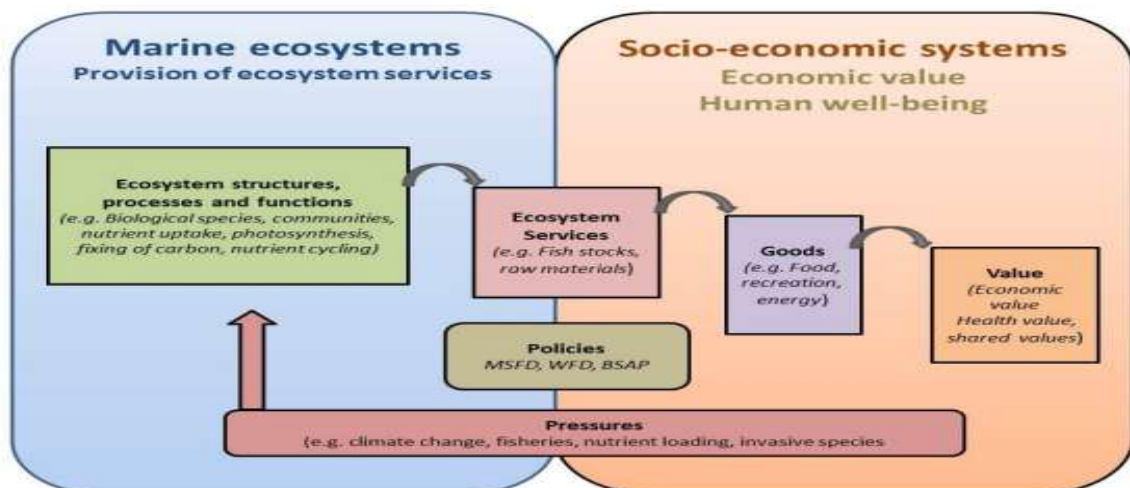 Marine ecosystems
Provision of ecosystem services
Socio-economic systems
Economic value
Human well-being
Ecosystem structures,
processes and functions
(e.g. Biological species, communities,
nutrient uptake, photosynthesis,
fixing of carbon, nutrient cycling)
Ecosystem
Services
(e.g. Fish stocks,
raw materials)
Goods
(e.g. Food,
recreation,
energy)
Value
(Economic
value
Health value,
shared values)
Policies
MSFD, WFD, BSAP
Pressures
(e.g. climate change, fisheries, nutrient loading, invasive species